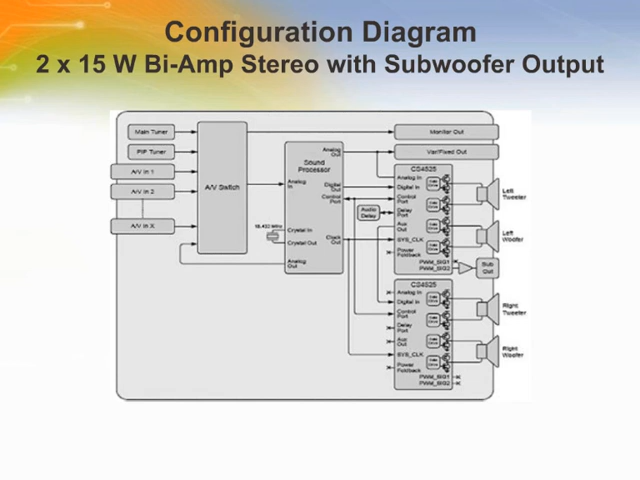 Configuration Diagram
2 x 15 W Bi-Amp Stereo with Subwoofer Output
Main Tuner
PIP Tuner
A/V in 1
A/V in 2
A/V in X
A/V Switch
Sound
Processor
Analog
Out
Analog
In
Digital
Out
Control
Port
18.432 MHz
Crystal In
Crystal Out
Clock
Out
Analog
Out
Monitor Out
Var/Fixed Out
Audio
Delay
CS4525
Analog In
Digital In
Control
Port
Delay
Port
Aux
Out
SYS_CLK
Power
Foldback
PWM_SIG1
PWM_SIG2
Left
Tweeter
Left
Woofer
Sub
Out
CS4525
Analog In
Digital In
Control
Port
Delay
Port
Aux
Out
SYS_CLK
Power
Foldback
PWM_SIG1
PWM_SIG2
Right
Tweeter
Right
Woofer